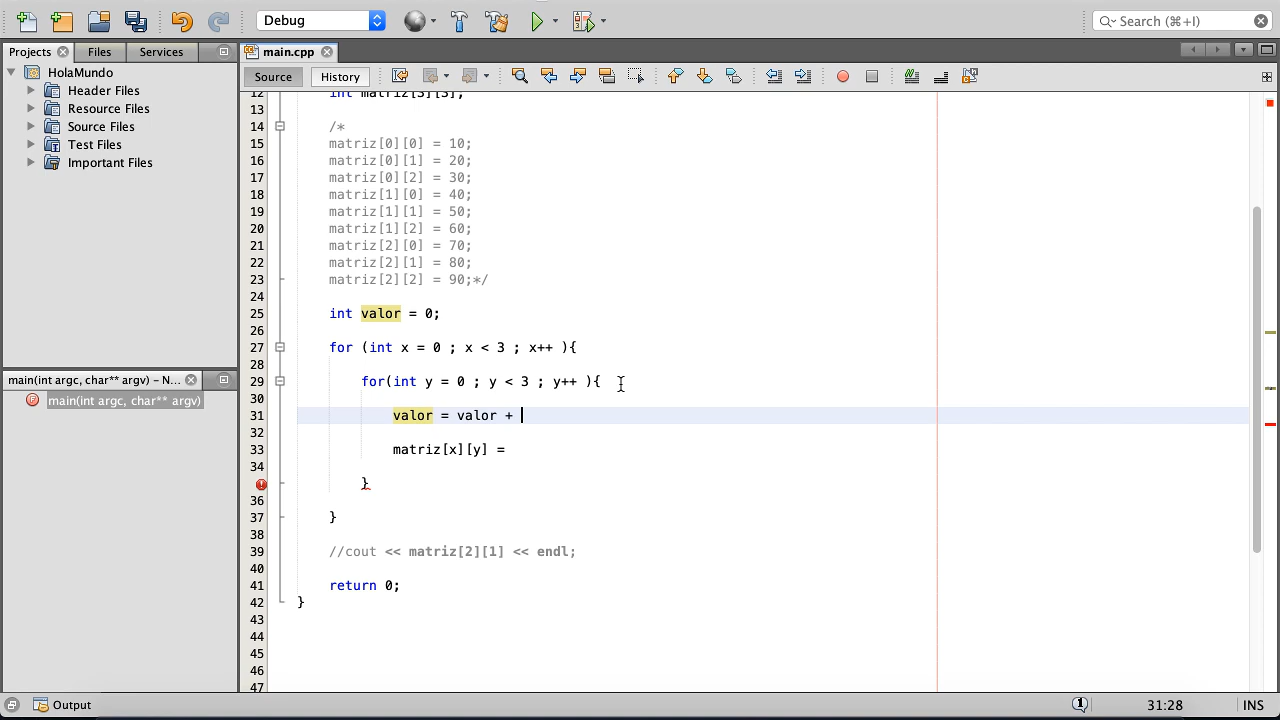 Debug
Search (⌘+I)
Projects
Files
Services
main.cpp
HolaMundo
Header Files
Resource Files
Source Files
Test Files
Important Files
Source
History
12 int matriz[3][3];
13
14 /*
15 matriz[0][0] = 10;
16 matriz[0][1] = 20;
17 matriz[0][2] = 30;
18 matriz[1][0] = 40;
19 matriz[1][1] = 50;
20 matriz[1][2] = 60;
21 matriz[2][0] = 70;
22 matriz[2][1] = 80;
23 matriz[2][2] = 90;*/
24
25 int valor = 0;
26
27 for (int x = 0 ; x < 3 ; x++ ){
28
29 for(int y = 0 ; y < 3 ; y++ ){
30
31 valor = valor +
32
33 matriz[x][y] =
34
}
36
37 }
38
39 //cout << matriz[2][1] << endl;
40
41 return 0;
42 }
43
44
45
46
47
main(int argc, char** argv) - N...
main(int argc, char** argv)
Output
1
31:28
INS